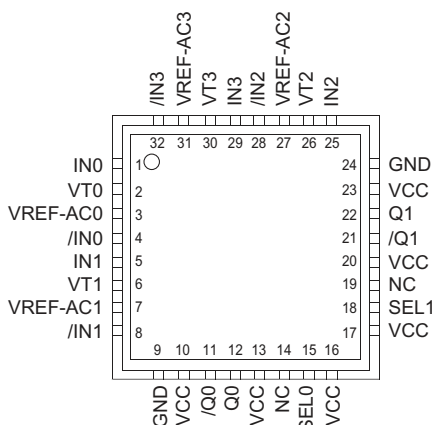 /IN3
VREF-AC3
VT3
IN3
/IN2
VREF-AC2
VT2
IN2
32 31 30 29 28 27 26 25
IN0 1
VT0 2
VREF-AC0 3
/IN0 4
IN1 5
VT1 6
VREF-AC1 7
/IN1 8
24 GND
23 VCC
22 Q1
21 /Q1
20 VCC
19 NC
18 SEL1
17 VCC
9 10 11 12 13 14 15 16
GND
VCC
/Q0
Q0
VCC
NC
SEL0
VCC